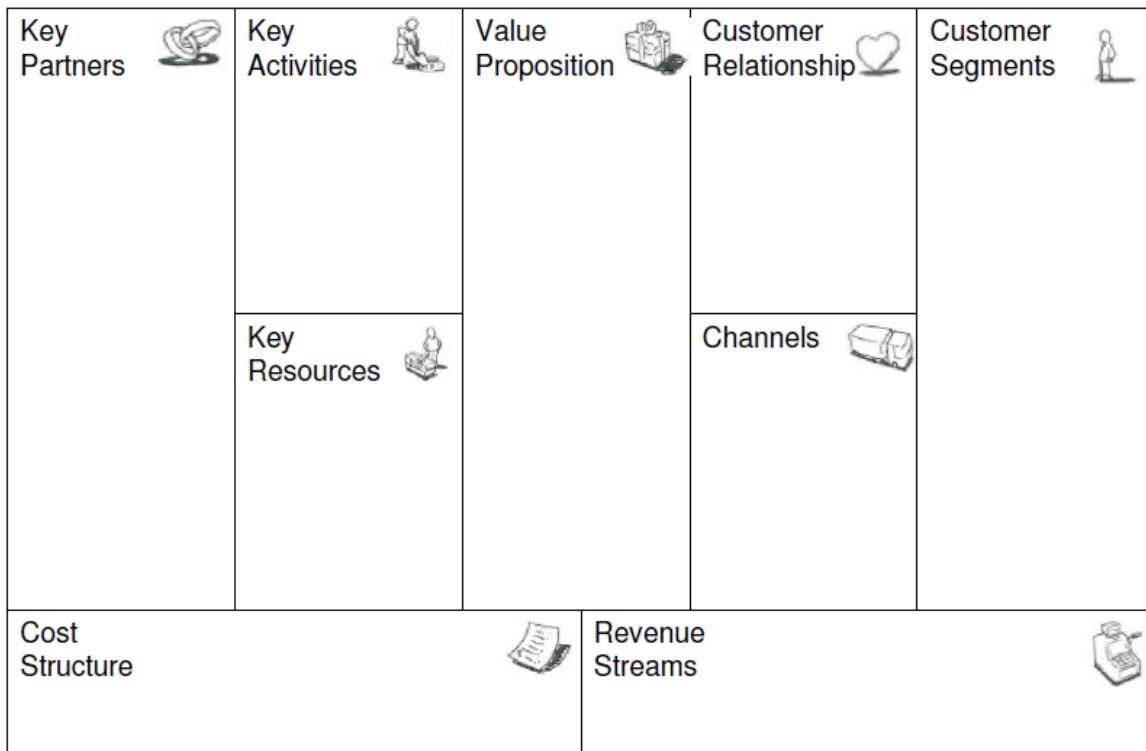 Key
Partners
Key
Activities
Value
Proposition
Customer
Relationship
Customer
Segments
Key
Resources
Channels
Cost
Structure
Revenue
Streams